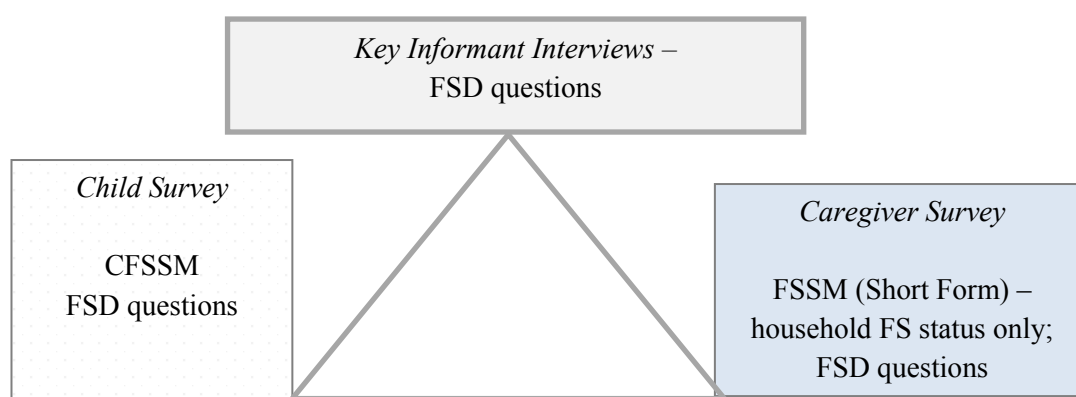 Key Informant Interviews –
FSD questions
Child Survey
CFSSM
FSD questions
Caregiver Survey
FSSM (Short Form) –
household FS status only;
FSD questions